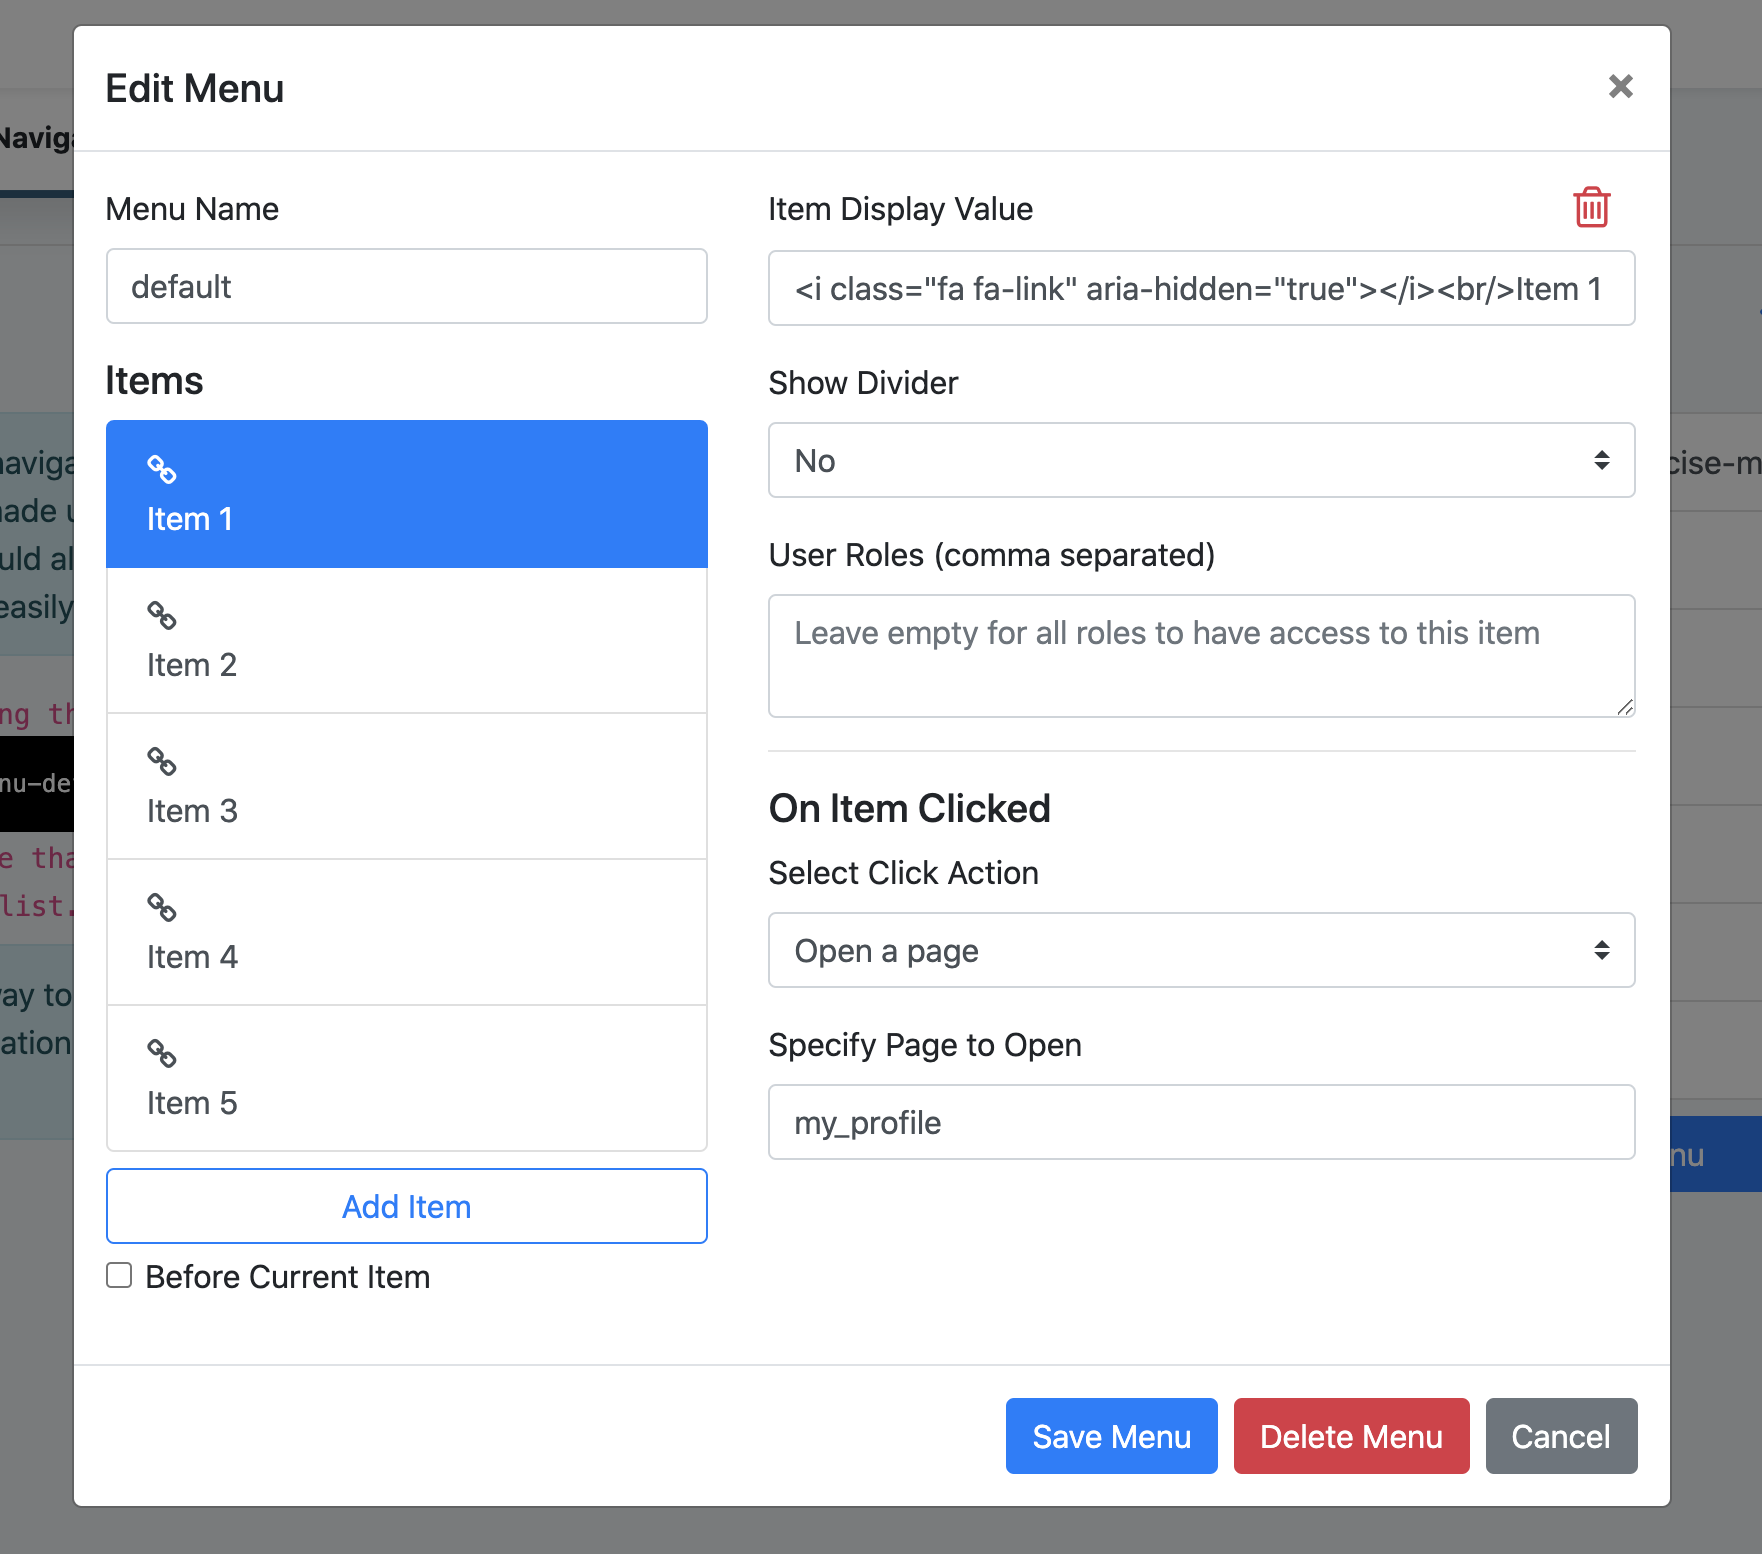 Edit Menu
Menu Name
default
Items
Item 1
Item 2
Item 3
Item 4
Item 5
Add Item
Before Current Item
Item Display Value
<i class="fa fa-link" aria-hidden="true"></i><br/>Item 1
Show Divider
No
User Roles (comma separated)
Leave empty for all roles to have access to this item
On Item Clicked
Select Click Action
Open a page
Specify Page to Open
my_profile
Save Menu
Delete Menu
Cancel